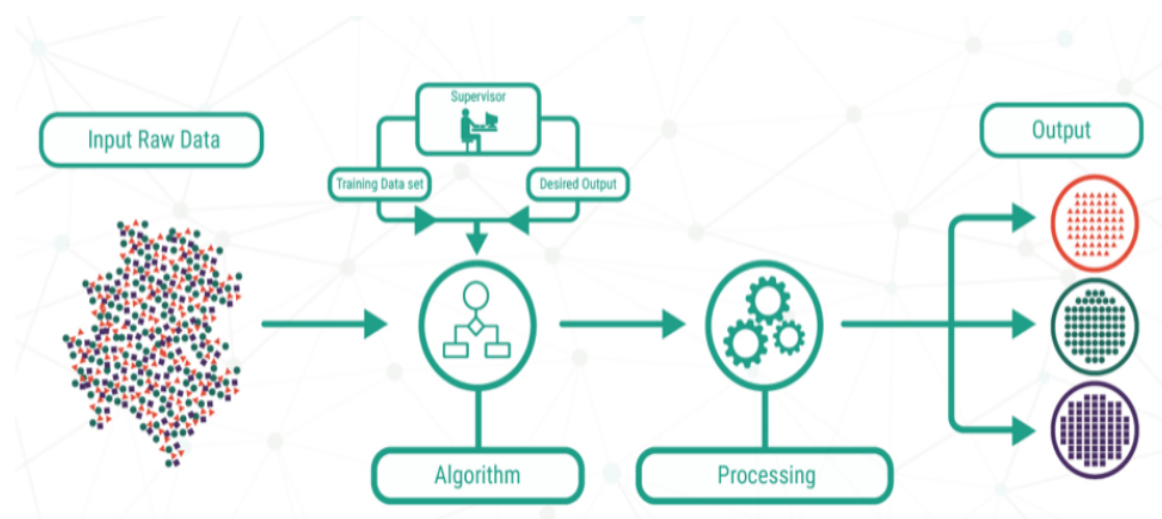 Supervisor
Input Raw Data
Output
Training Data set
Desired Output
Algorithm
Processing